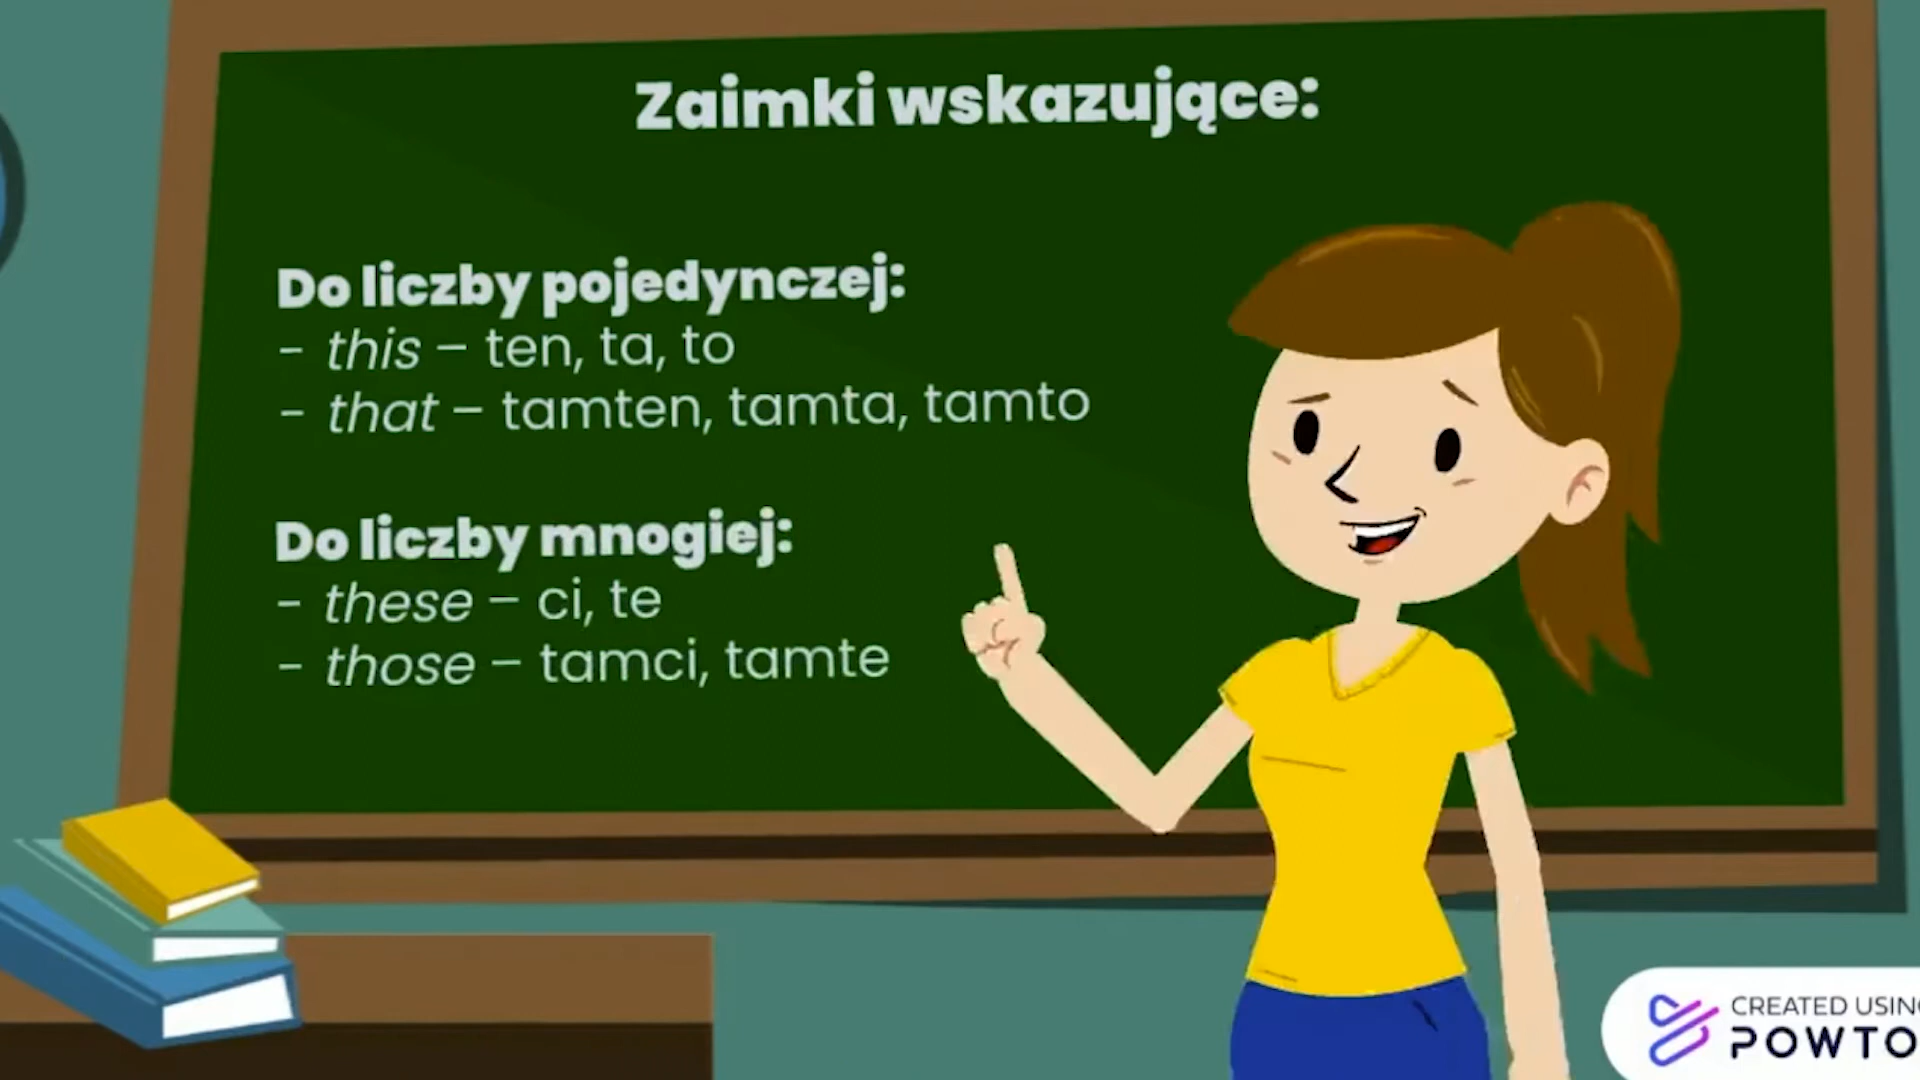 Zaimki wskazujące:
Do liczby pojedynczej:
- this – ten, ta, to
- that – tamten, tamta, tamto
Do liczby mnogiej:
- these – ci, te
- those – tamci, tamte
CREATED USING
POWTO